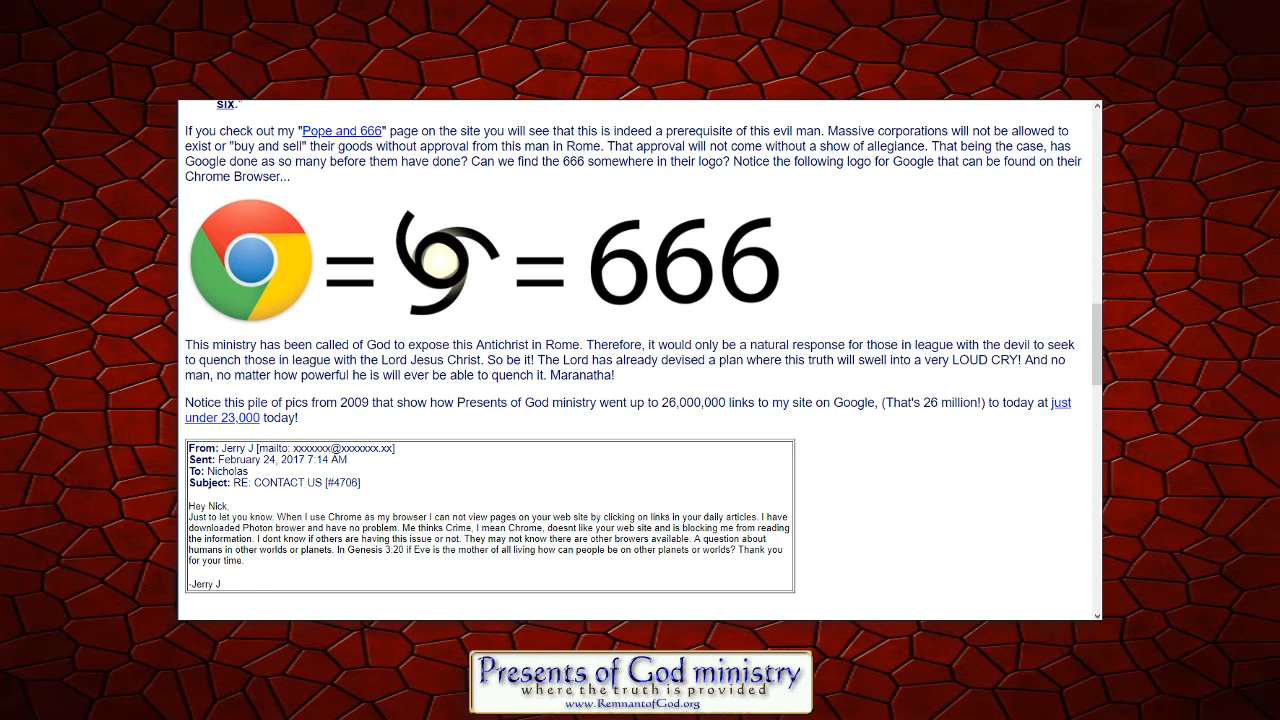 SIX."
If you check out my "Pope and 666" page on the site you will see that this is indeed a prerequisite of this evil man. Massive corporations will not be allowed to
exist or "buy and sell" their goods without approval from this man in Rome. That approval will not come without a show of allegiance. That being the case, has
Google done as so many before them have done? Can we find the 666 somewhere in their logo? Notice the following logo for Google that can be found on their
Chrome Browser...
= = 666
This ministry has been called of God to expose this Antichrist in Rome. Therefore, it would only be a natural response for those in league with the devil to seek
to quench those in league with the Lord Jesus Christ. So be it! The Lord has already devised a plan where this truth will swell into a very LOUD CRY! And no
man, no matter how powerful he is will ever be able to quench it. Maranatha!
Notice this pile of pics from 2009 that show how Presents of God ministry went up to 26,000,000 links to my site on Google, (That's 26 million!) to today at just
under 23,000 today!
From: Jerry J [mailto: xxxxxxx@xxxxxxx.xx]
Sent: February 24, 2017 7:14 AM
To: Nicholas
Subject: RE: CONTACT US [#4706]
Hey Nick,
Just to let you know. When I use Chrome as my browser I can not view pages on your web site by clicking on links in your daily articles. I have
downloaded Photon brower and have no problem. Me thinks Crime, I mean Chrome, doesnt like your web site and is blocking me from reading
the information. I dont know if others are having this issue or not. They may not know there are other browers available. A question about
humans in other worlds or planets. In Genesis 3:20 if Eve is the mother of all living how can people be on other planets or worlds? Thank you
for your time.
-Jerry J
Presents of God ministry
where the truth is provided
www.RemnantofGod.org